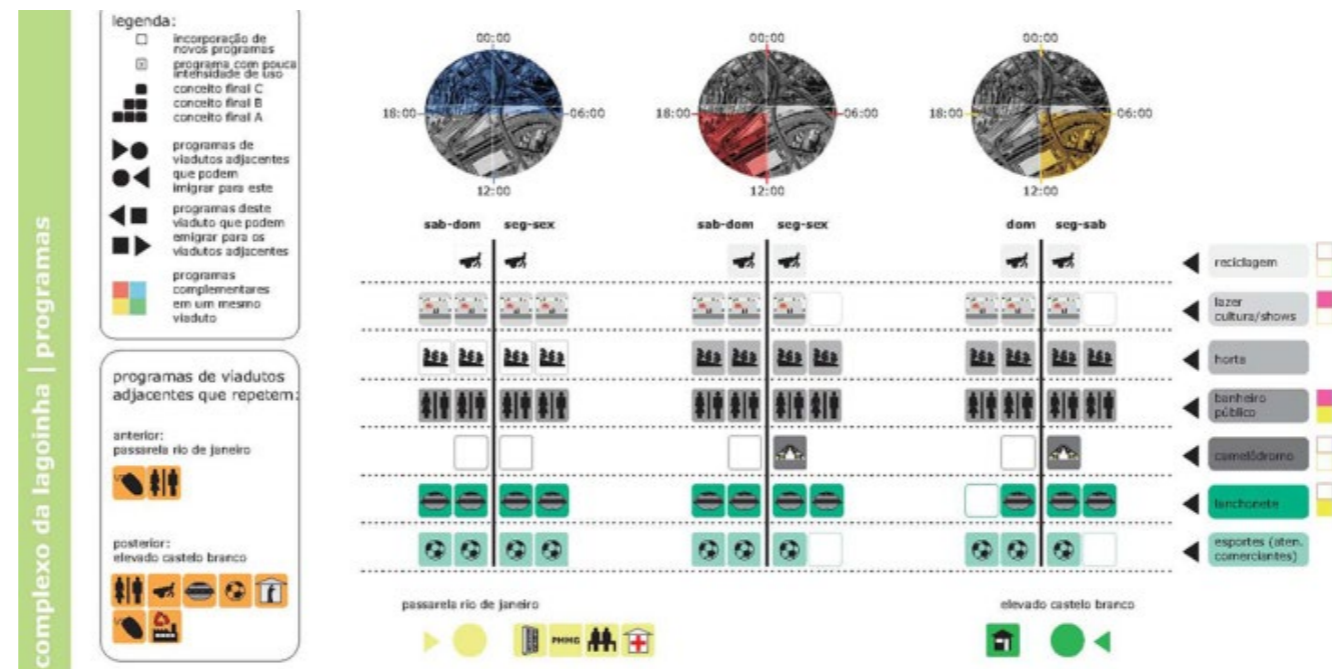 complexo da lagoinha | programas
legenda:
incorporação de
novos programas
programa com pouca
intensidade de uso
conceito final C
conceito final B
conceito final A
programas de
viadutos adjacentes
que podem
imigrar para este
programas deste
viaduto que podem
emigrar para os
viadutos adjacentes
programas
complementares
em um mesmo
viaduto
programas de viadutos
adjacentes que repetem:
anterior:
passarela rio de janeiro
posterior:
elevado castelo branco
00:00
18:00
06:00
12:00
00:00
18:00
06:00
12:00
00:00
18:00
06:00
12:00
sab-dom seg-sex
sab-dom seg-sex
dom seg-sab
reciclagem
lazer
cultura/shows
horta
banheiro
público
camelódromo
lanchonete
esportes (aten.
comerciantes)
passarela rio de janeiro
PMMG
elevado castelo branco